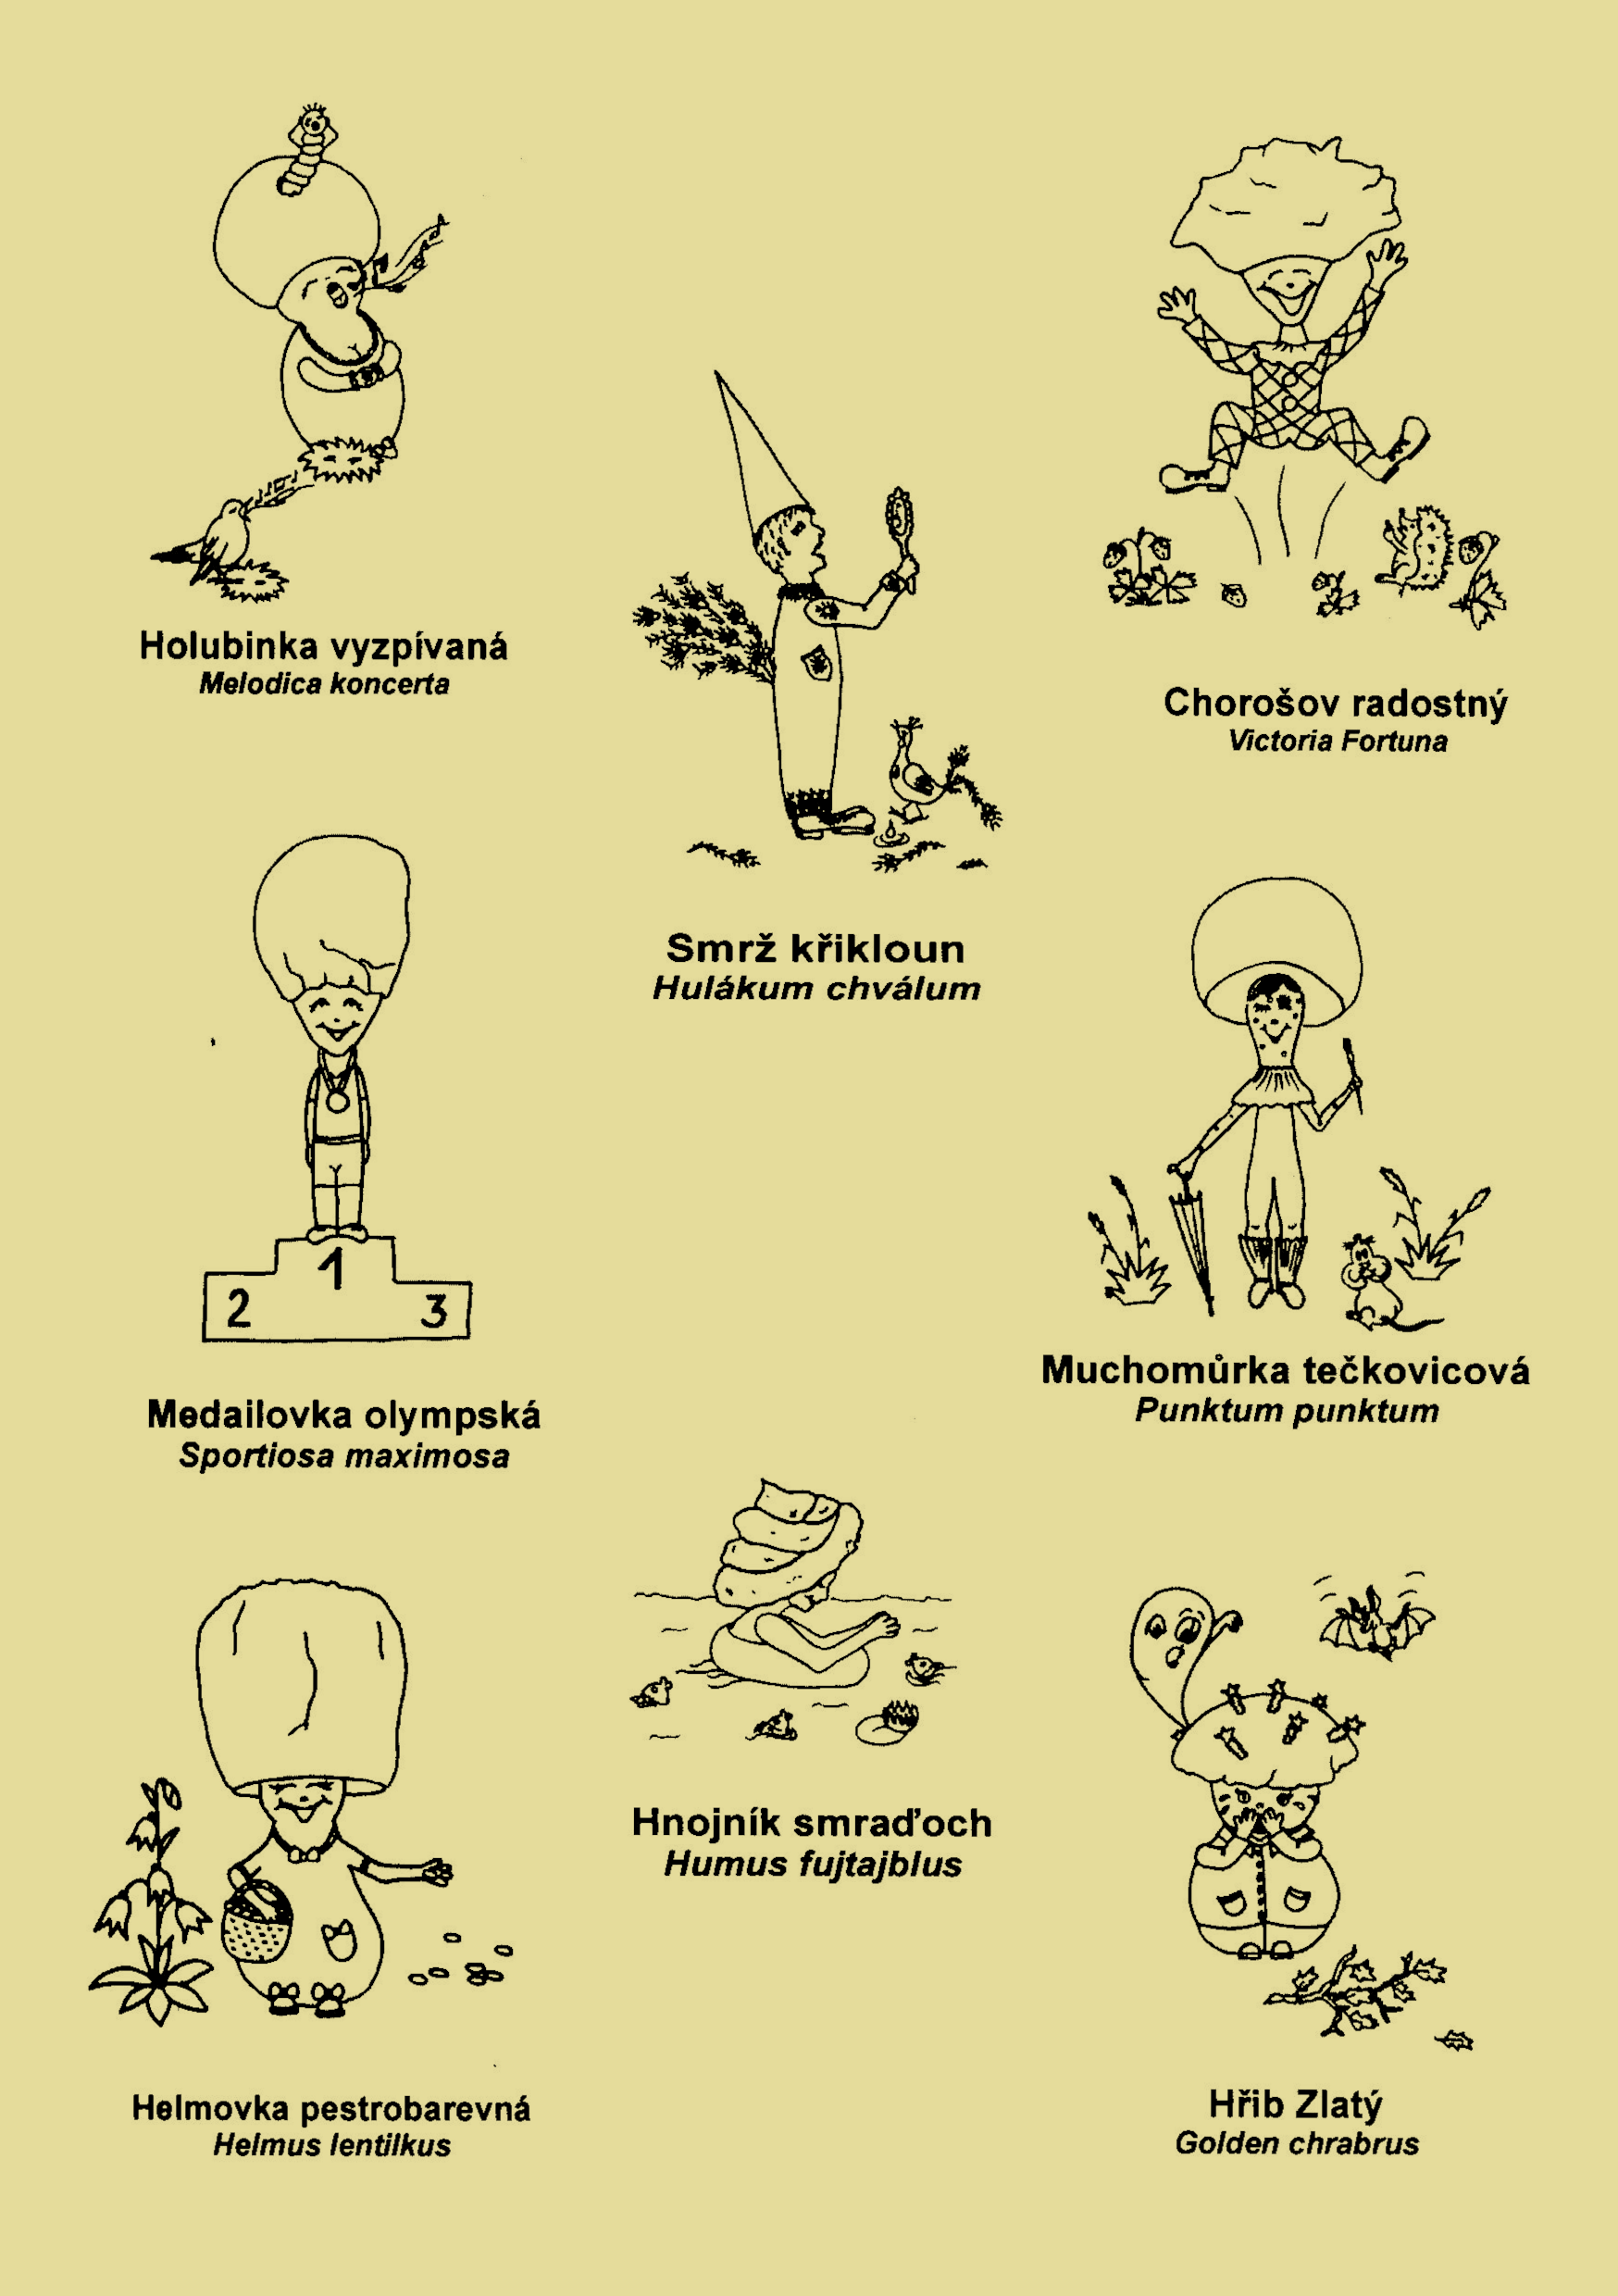 Holubinka vyzpívaná
Melodica koncerta
Chorošov radostný
Victoria Fortuna
Smrž křikloun
Hulákum chválum
1
2
3
Medailovka olympská
Sportiosa maximosa
Muchomůrka tečkovicová
Punktum punktum
Hnojník smraďoch
Humus fujtajblus
Helmovka pestrobarevná
Helmus lentilkus
Hřib Zlatý
Golden chrabrus